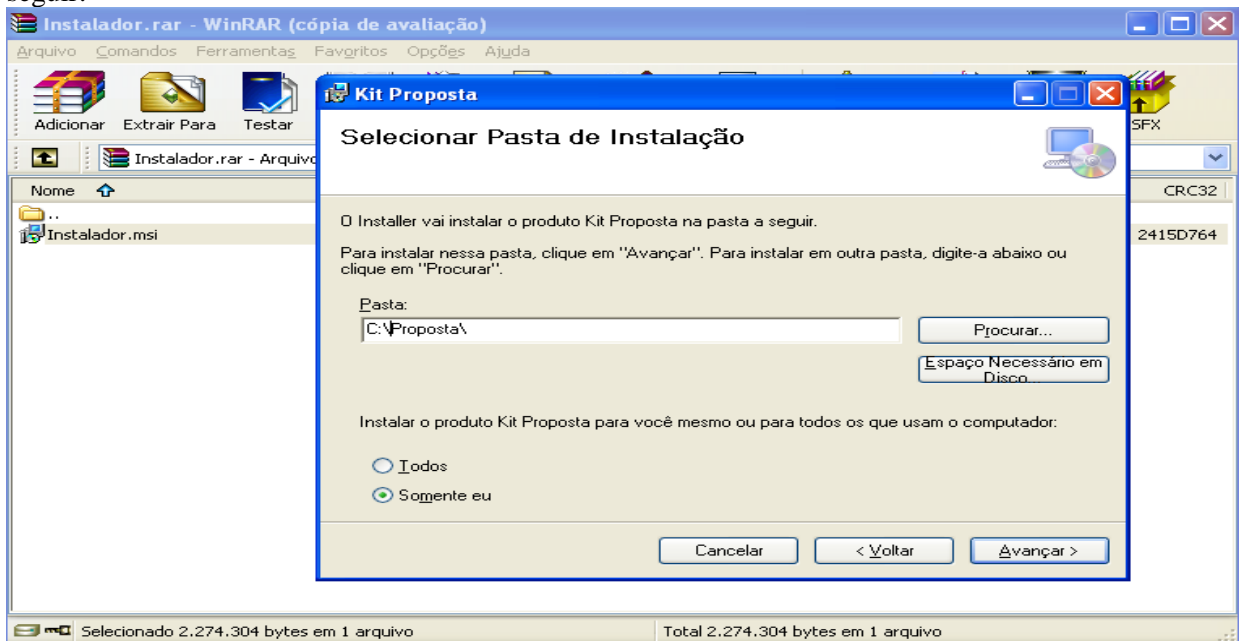 seguir:
Instalador.rar - WinRAR (cópia de avaliação)
Arquivo Comandos Ferramentas Favoritos Opções Ajuda
Adicionar Extrair Para Testar SFX
Instalador.rar - Arquivo
Nome CRC32
..
Instalador.msi 2415D764
Kit Proposta
Selecionar Pasta de Instalação
O Installer vai instalar o produto Kit Proposta na pasta a seguir.
Para instalar nessa pasta, clique em "Avançar". Para instalar em outra pasta, digite-a abaixo ou
clique em "Procurar".
Pasta:
C:\Proposta\
Procurar...
Espaço Necessário em
Disco...
Instalar o produto Kit Proposta para você mesmo ou para todos os que usam o computador:
Todos
Somente eu
Cancelar < Voltar Avançar >
Selecionado 2.274.304 bytes em 1 arquivo Total 2.274.304 bytes em 1 arquivo